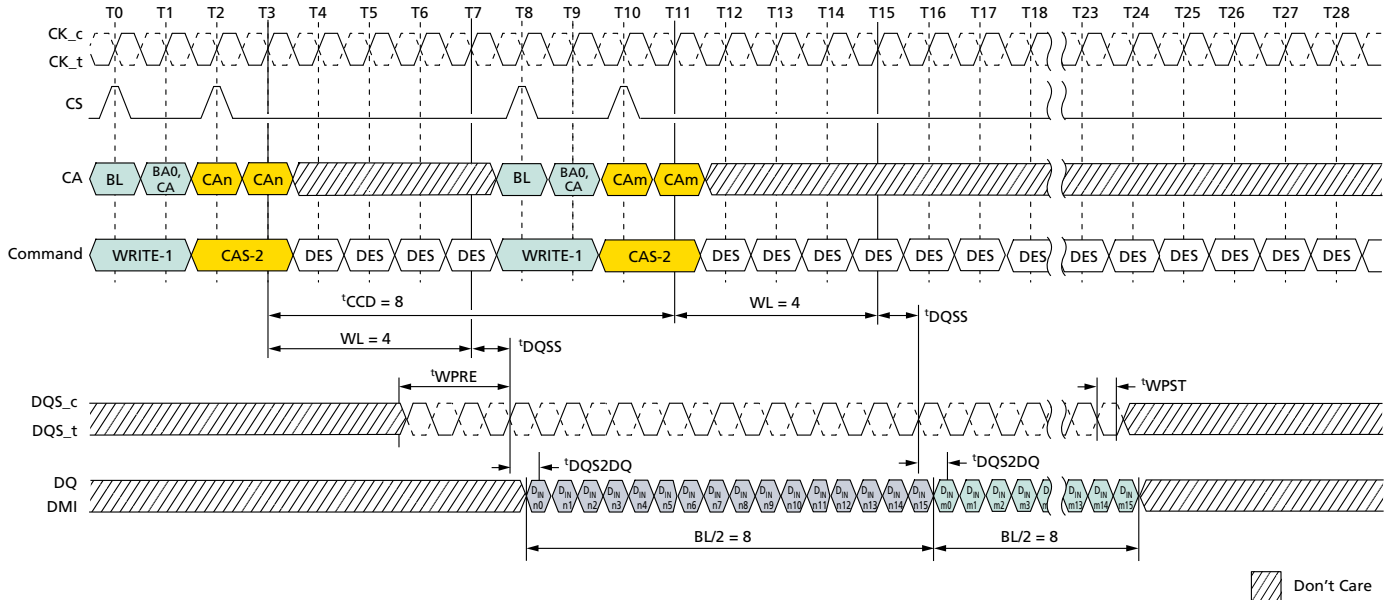 T0 T1 T2 T3 T4 T5 T6 T7 T8 T9 T10 T11 T12 T13 T14 T15 T16 T17 T18 T23 T24 T25 T26 T27 T28
CK_c
CK_t
CS
CA BL BA0, CA CAn CAn BL BA0, CA CAm CAm
Command WRITE-1 CAS-2 DES DES DES DES WRITE-1 CAS-2 DES DES DES DES DES DES DES DES DES DES DES DES DES
tCCD = 8 WL = 4 tDQSS
WL = 4 tDQSS
tWPRE tWPST
DQS_c
DQS_t
tDQS2DQ tDQS2DQ
DQ
DMI
DIN n0 DIN n1 DIN n2 DIN n3 DIN n4 DIN n5 DIN n6 DIN n7 DIN n8 DIN n9 DIN n10 DIN n11 DIN n12 DIN n13 DIN n14 DIN n15 DIN m0 DIN m1 DIN m2 DIN m3 DIN m13 DIN m14 DIN m15
BL/2 = 8 BL/2 = 8
Don't Care